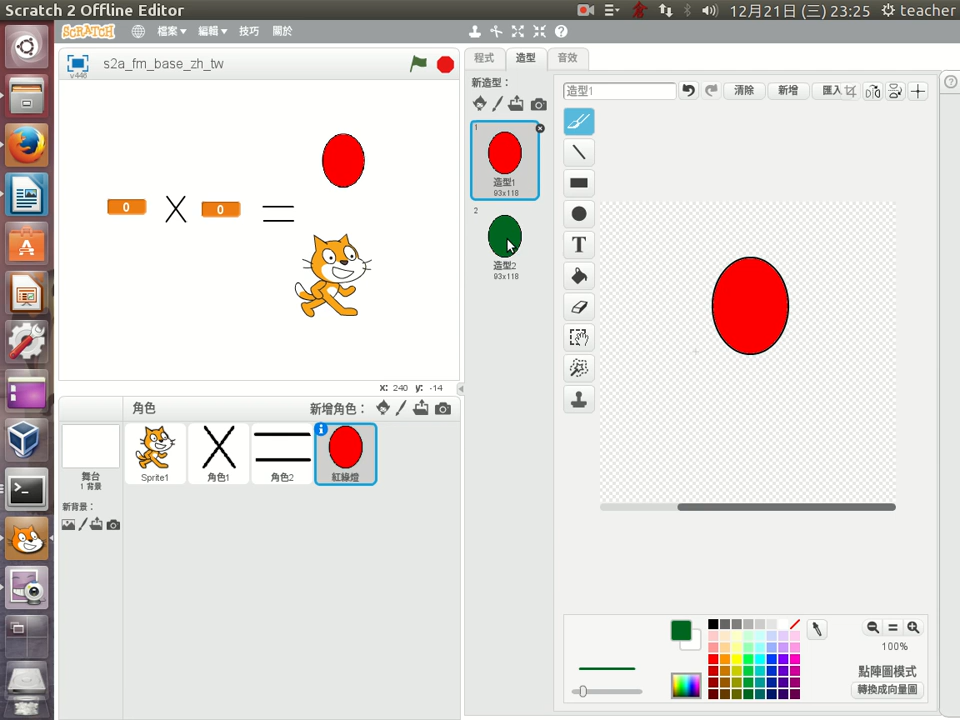 Scratch 2 Offline Editor
12月21日 (三) 23:25 teacher
SCRATCH 檔案▼ 編輯▼ 技巧 關於
v446
s2a_fm_base_zh_tw
0 X 0 =
x: 240 y: -14
角色 新增角色：
舞台
1 背景
新背景：
Sprite1
角色1
角色2
紅綠燈
程式 造型 音效
新造型：
1
造型1
93x118
2
造型2
93x118
造型1 清除 新增 匯入
T
100%
點陣圖模式
轉換成向量圖